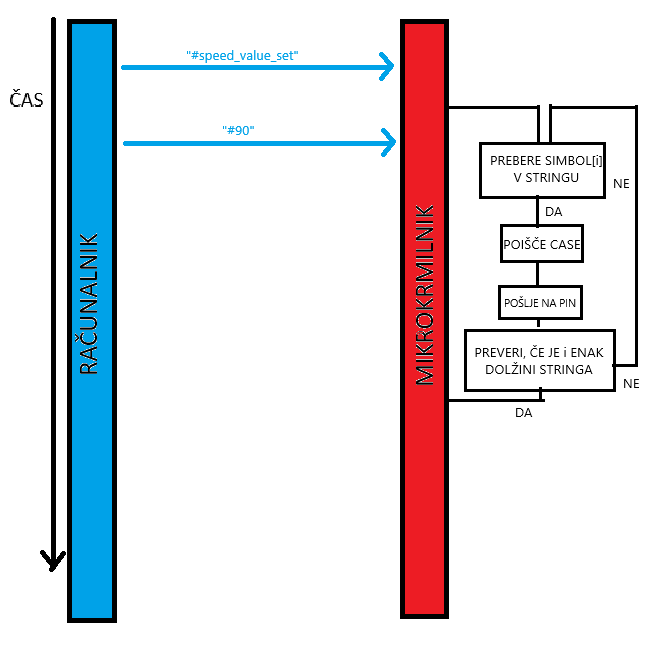 "#speed_value_set"
ČAS
"#90"
RAČUNALNIK
MIKROKRMILNIK
PREBERE SIMBOL[i]
V STRINGU
NE
DA
POIŠČE CASE
POŠLJE NA PIN
PREVERI, ČE JE i ENAK
DOLŽINI STRINGA
NE
DA